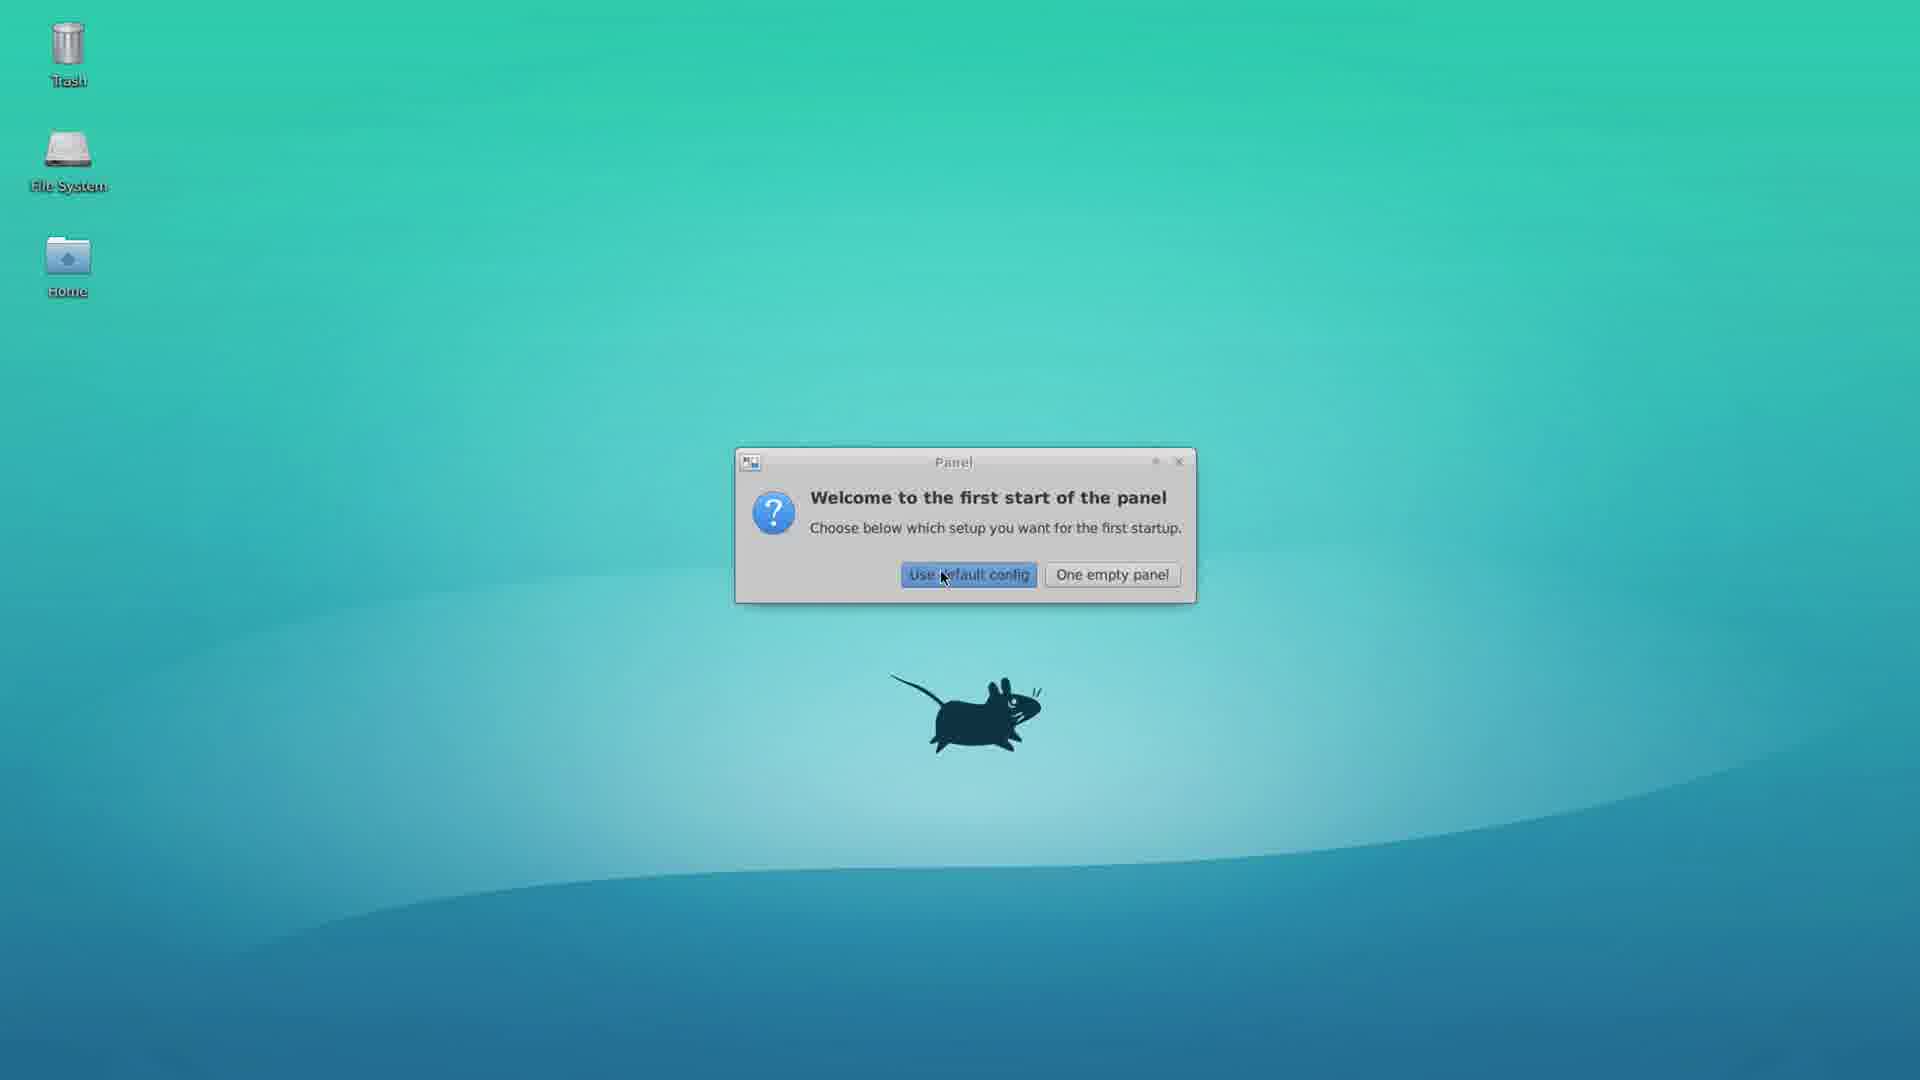 Trash
File System
Home
Panel
Welcome to the first start of the panel
Choose below which setup you want for the first startup.
Use default config
One empty panel